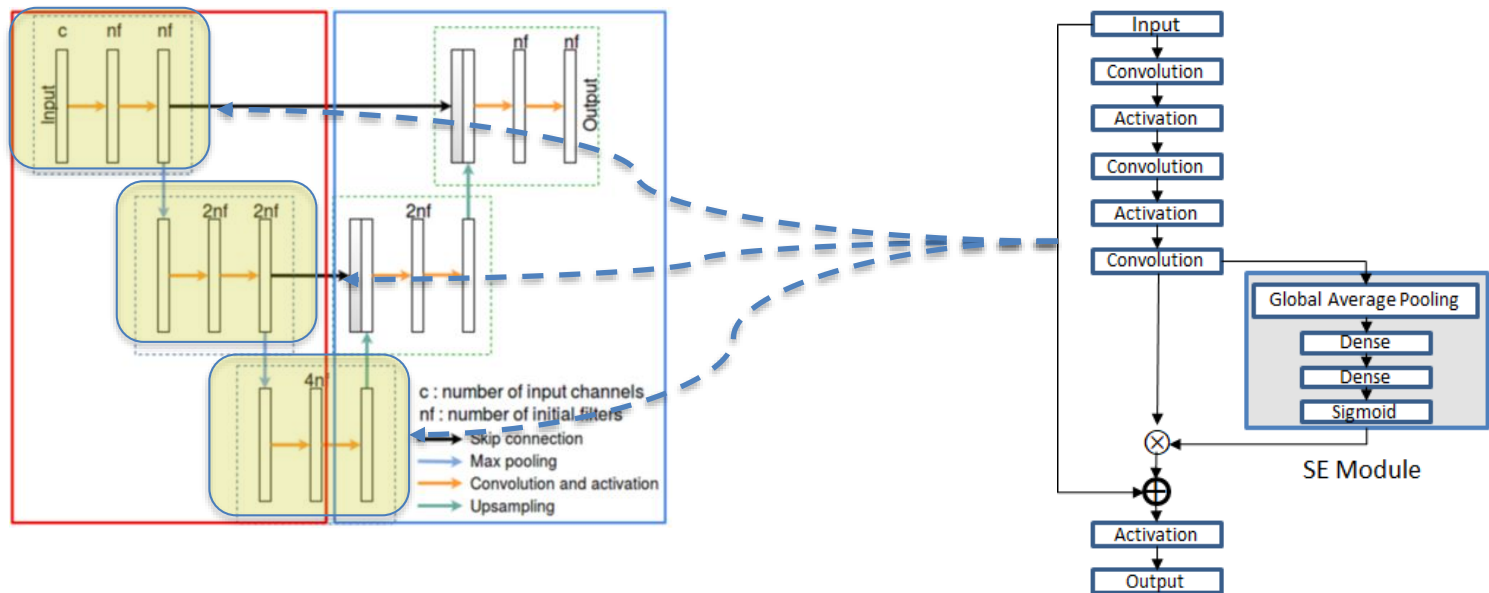 c nf nf
Input
2nf 2nf
4nf
nf nf
Output
2nf
c : number of input channels
nf : number of initial filters
Skip connection
Max pooling
Convolution and activation
Upsampling
Input
Convolution
Activation
Convolution
Activation
Convolution
Global Average Pooling
Dense
Dense
Sigmoid
SE Module
Activation
Output